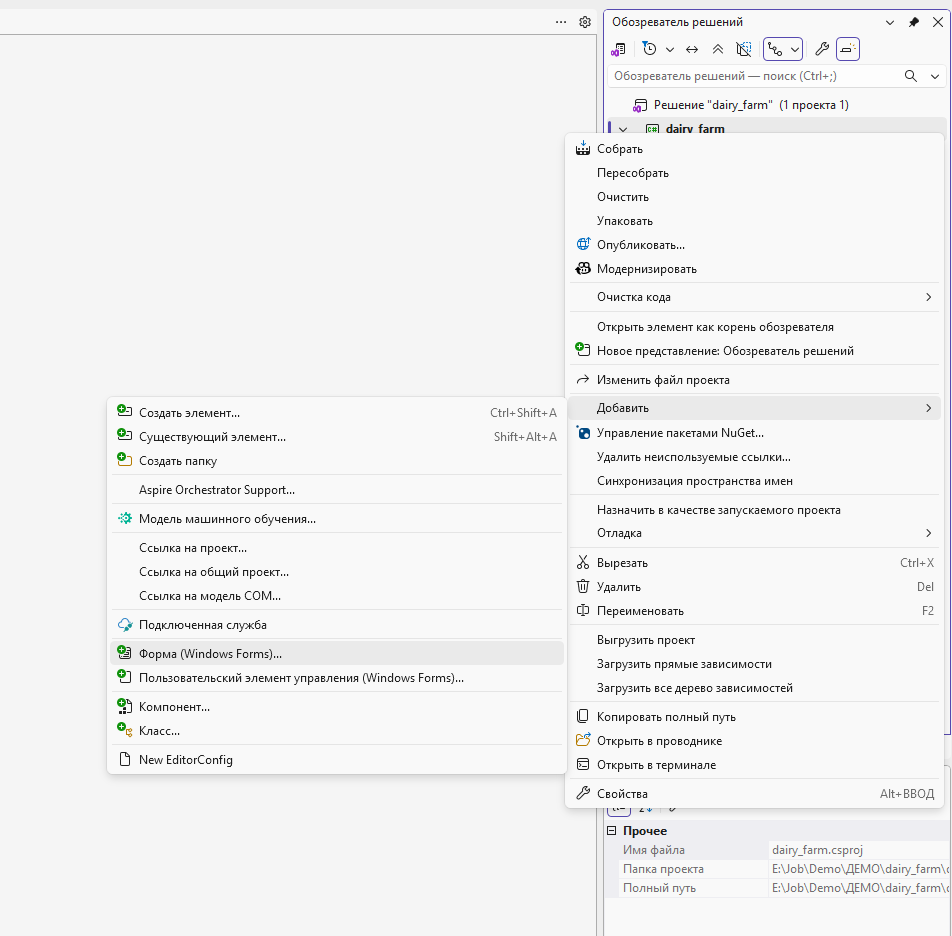 Обозреватель решений
Обозреватель решений — поиск (Ctrl+;)
Решение "dairy_farm" (1 проекта 1)
dairy_farm
Собрать
Пересобрать
Очистить
Упаковать
Опубликовать...
Модернизировать
Очистка кода
Открыть элемент как корень обозревателя
Новое представление: Обозреватель решений
Изменить файл проекта
Добавить
Управление пакетами NuGet...
Удалить неиспользуемые ссылки...
Синхронизация пространства имен
Назначить в качестве запускаемого проекта
Отладка
Вырезать Ctrl+X
Удалить Del
Переименовать F2
Выгрузить проект
Загрузить прямые зависимости
Загрузить все дерево зависимостей
Копировать полный путь
Открыть в проводнике
Открыть в терминале
Свойства Alt+ВВОД
Создать элемент... Ctrl+Shift+A
Существующий элемент... Shift+Alt+A
Создать папку
Aspire Orchestrator Support...
Модель машинного обучения...
Ссылка на проект...
Ссылка на общий проект...
Ссылка на модель COM...
Подключенная служба
Форма (Windows Forms)...
Пользовательский элемент управления (Windows Forms)...
Компонент...
Класс...
New EditorConfig
Прочее
Имя файла dairy_farm.csproj
Папка проекта E:\Job\Demo\ДЕМО\dairy_farm\
Полный путь E:\Job\Demo\ДЕМО\dairy_farm\